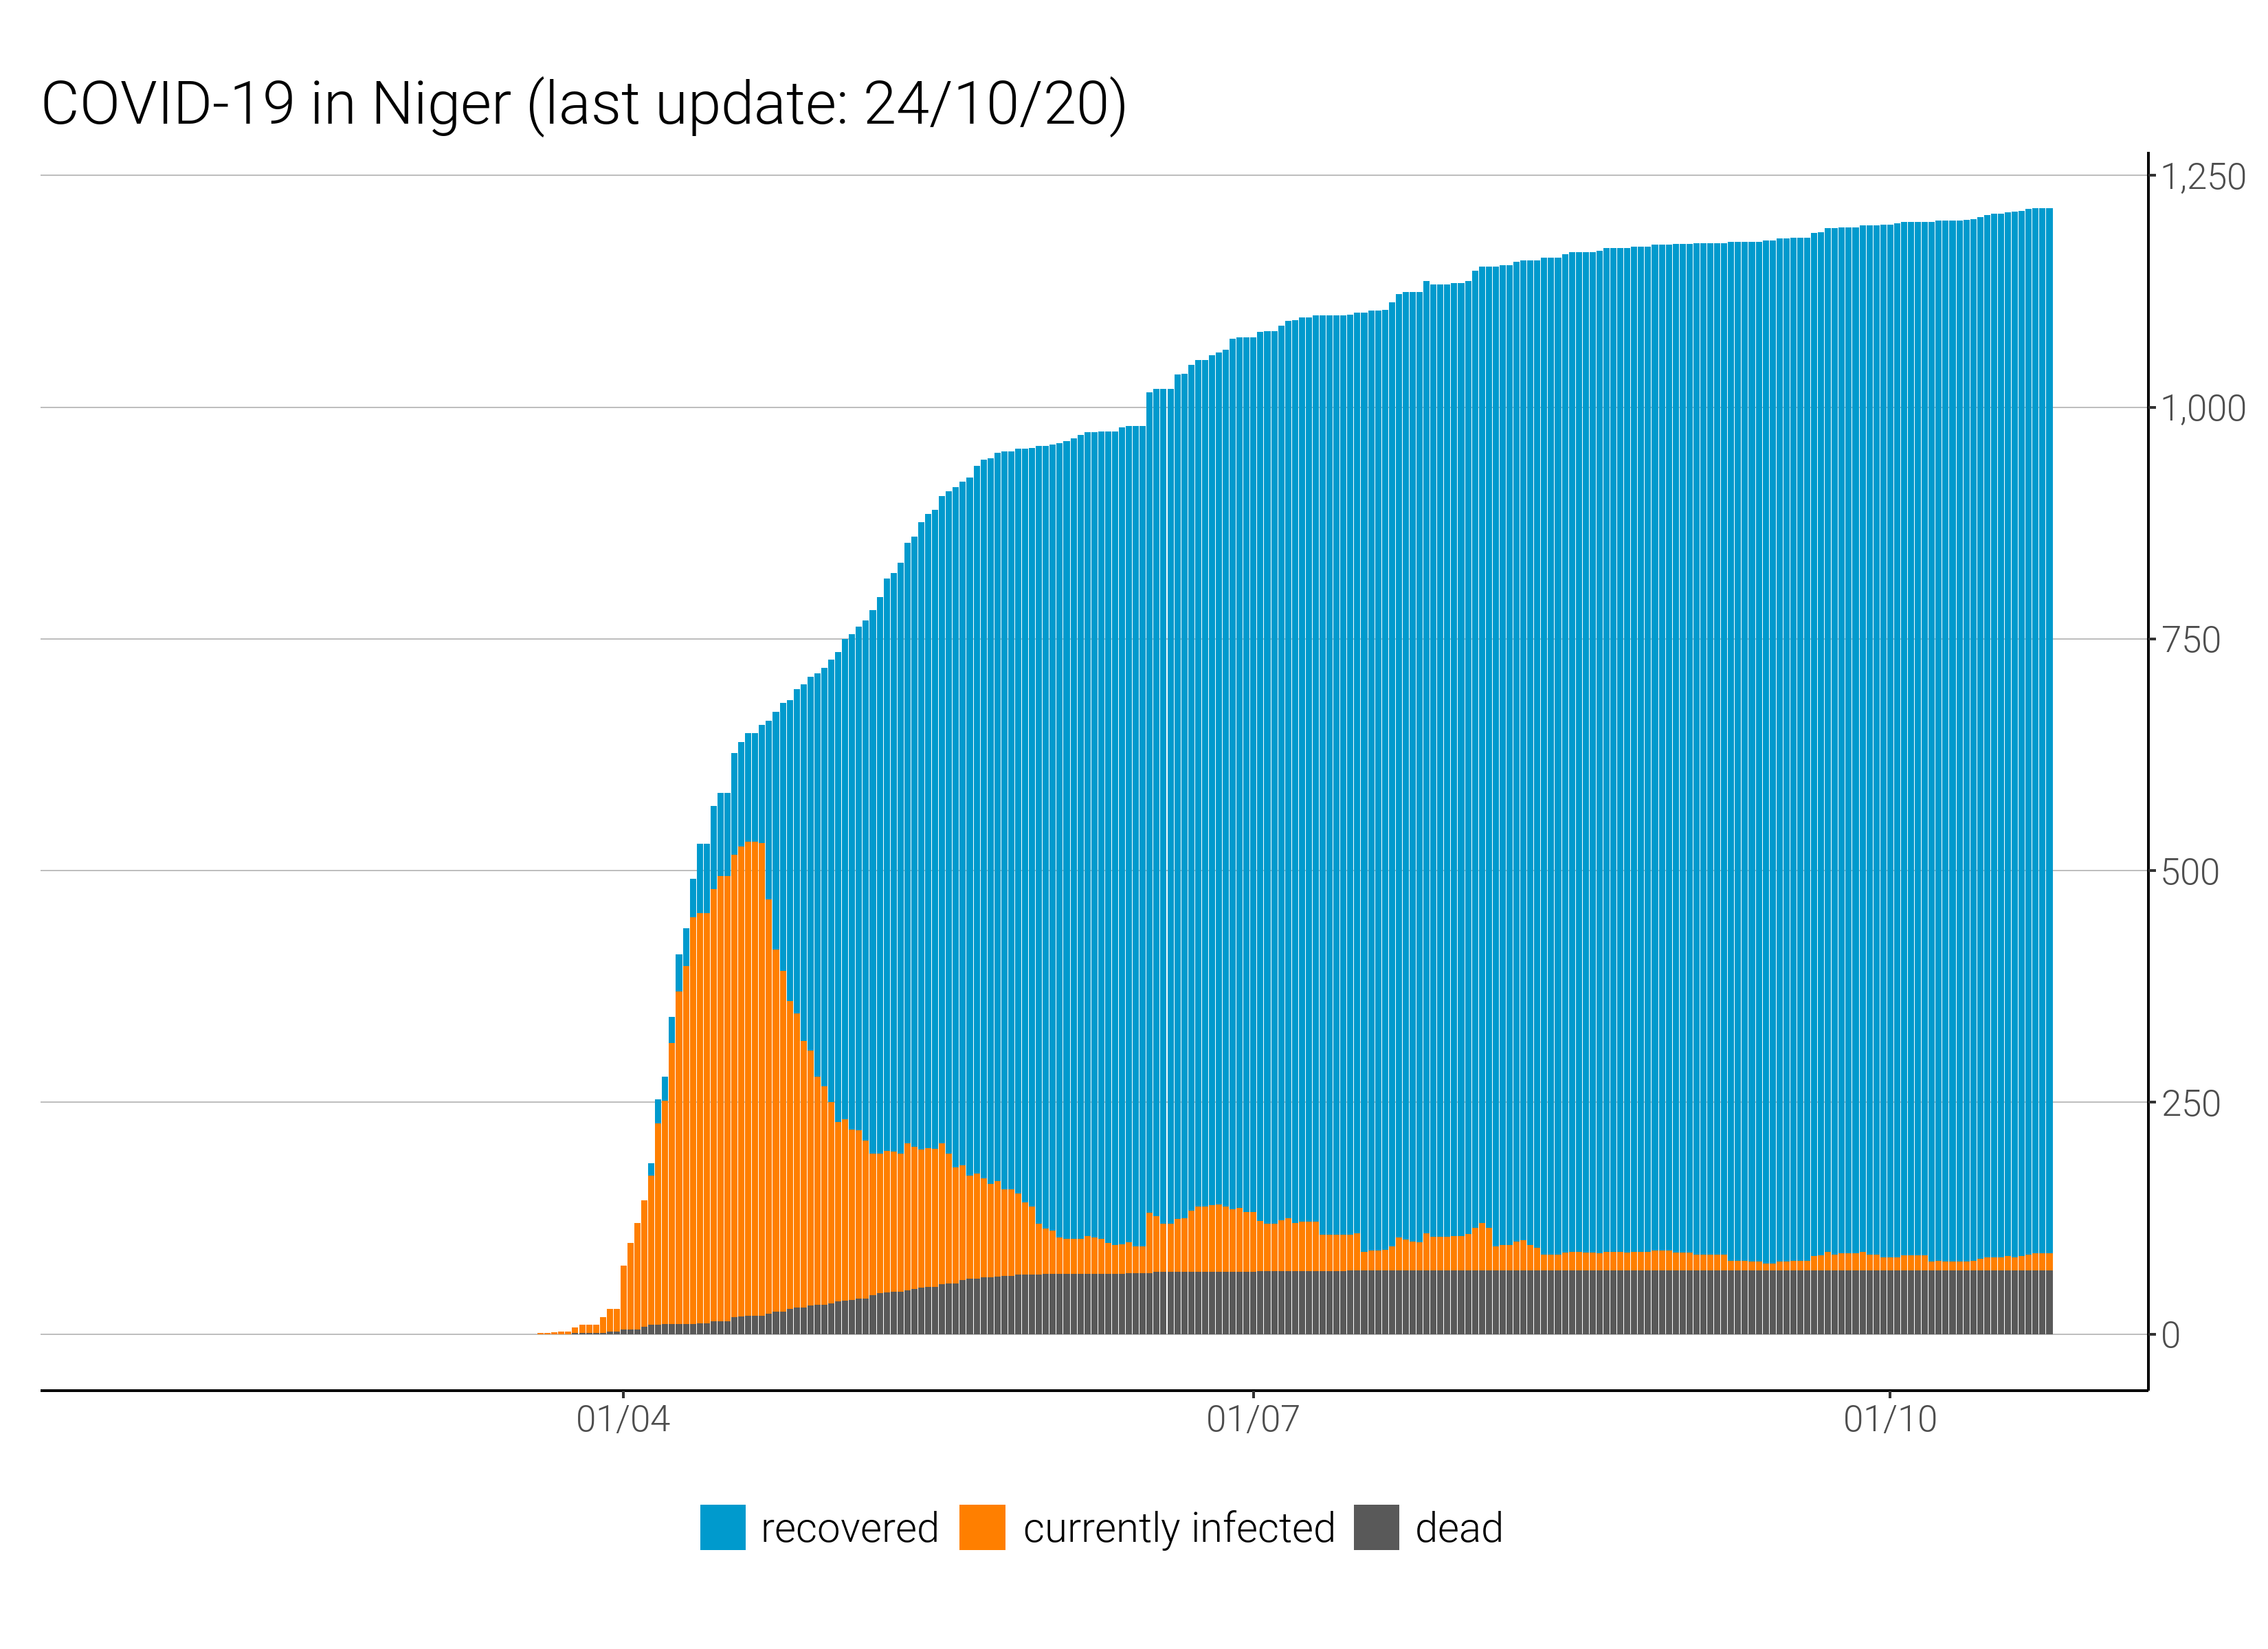 COVID-19 in Niger (last update: 24/10/20)
1,250
1,000
750
500
250
0
01/04 01/07 01/10
recovered currently infected dead